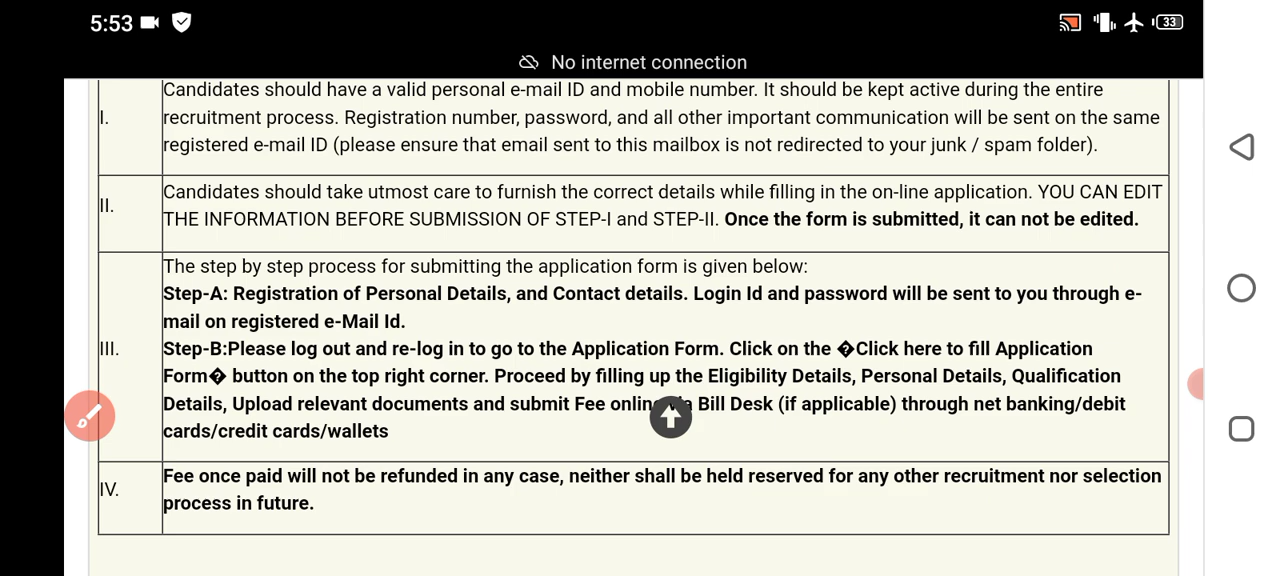 5:53
33
No internet connection
Candidates should have a valid personal e-mail ID and mobile number. It should be kept active during the entire
I. recruitment process. Registration number, password, and all other important communication will be sent on the same
registered e-mail ID (please ensure that email sent to this mailbox is not redirected to your junk / spam folder).
II. Candidates should take utmost care to furnish the correct details while filling in the on-line application. YOU CAN EDIT
THE INFORMATION BEFORE SUBMISSION OF STEP-I and STEP-II. Once the form is submitted, it can not be edited.
The step by step process for submitting the application form is given below:
Step-A: Registration of Personal Details, and Contact details. Login Id and password will be sent to you through e-
mail on registered e-Mail Id.
III. Step-B:Please log out and re-log in to go to the Application Form. Click on the �Click here to fill Application
Form� button on the top right corner. Proceed by filling up the Eligibility Details, Personal Details, Qualification
Details, Upload relevant documents and submit Fee online Bill Desk (if applicable) through net banking/debit
cards/credit cards/wallets
IV. Fee once paid will not be refunded in any case, neither shall be held reserved for any other recruitment nor selection
process in future.